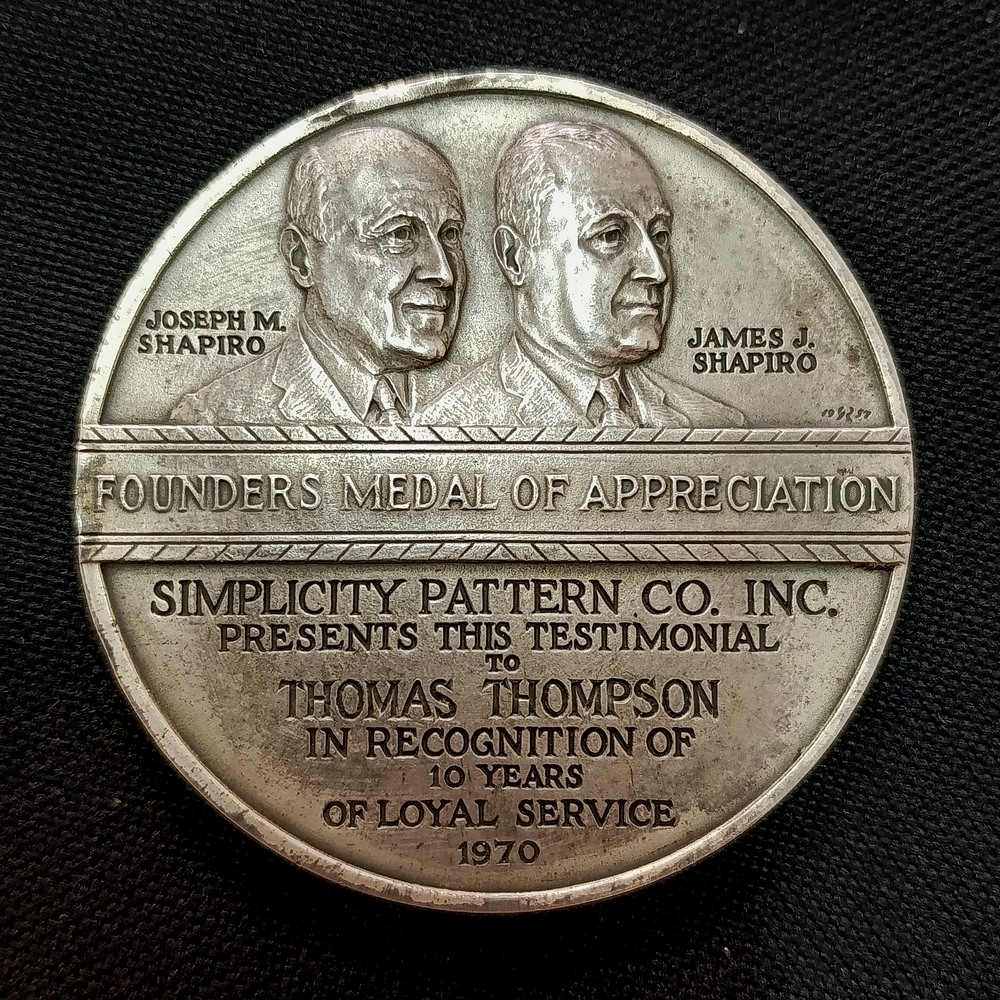 JOSEPH M.
SHAPIRO
JAMES J.
SHAPIRO
FOUNDERS MEDAL OF APPRECIATION
SIMPLICITY PATTERN CO. INC.
PRESENTS THIS TESTIMONIAL
TO
THOMAS THOMPSON
IN RECOGNITION OF
10 YEARS
OF LOYAL SERVICE
1970